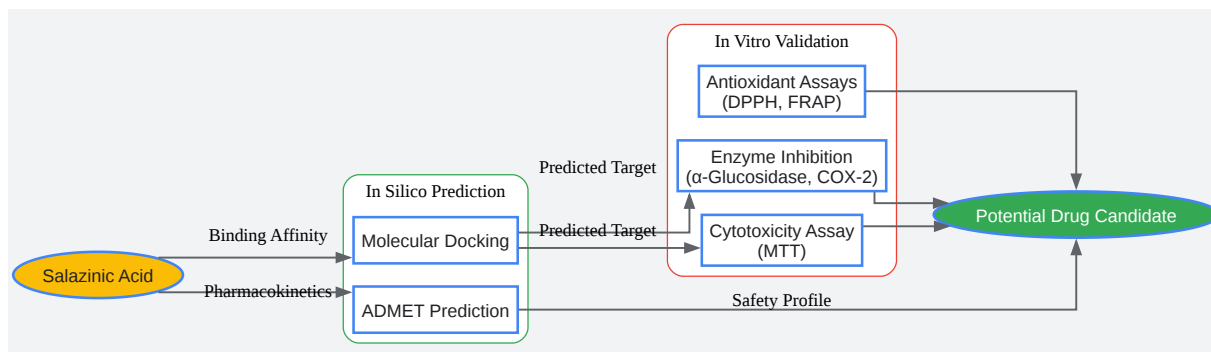 In Vitro Validation
Antioxidant Assays
(DPPH, FRAP)
Predicted Target
Enzyme Inhibition
(α-Glucosidase, COX-2)
In Silico Prediction
Potential Drug Candidate
Binding Affinity
Molecular Docking
Predicted Target
Cytotoxicity Assay
(MTT)
Salazinic Acid
Pharmacokinetics
ADMET Prediction
Safety Profile